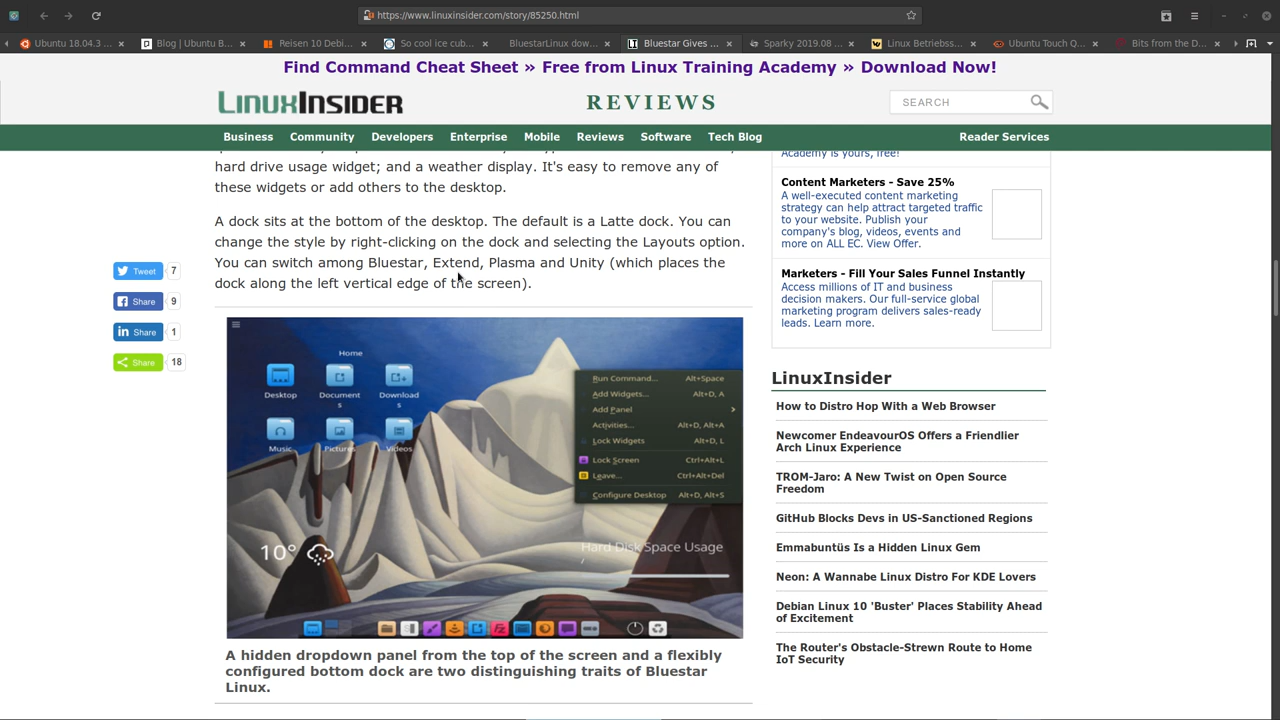 https://www.linuxinsider.com/story/85250.html
Ubuntu 18.04.3 ...
Blog | Ubuntu B...
Reisen 10 Debi...
So cool ice cub...
BluestarLinux dow...
Bluestar Gives ...
Sparky 2019.08 ...
Linux Betriebss...
Ubuntu Touch Q...
Bits from the D...
Find Command Cheat Sheet » Free from Linux Training Academy » Download Now!
LINUXINSIDER
REVIEWS
SEARCH
Business
Community
Developers
Enterprise
Mobile
Reviews
Software
Tech Blog
Reader Services
hard drive usage widget; and a weather display. It's easy to remove any of
these widgets or add others to the desktop.
A dock sits at the bottom of the desktop. The default is a Latte dock. You can
change the style by right-clicking on the dock and selecting the Layouts option.
You can switch among Bluestar, Extend, Plasma and Unity (which places the
dock along the left vertical edge of the screen).
Tweet 7
Share 9
in Share 1
Share 18
Home
Desktop
Document
s
Download
s
Music
Pictures
Videos
Run Command... Alt+Space
Add Widgets... Alt+D, A
Add Panel
Activities... Alt+D, Alt+A
Lock Widgets Alt+D, L
Lock Screen Ctrl+Alt+L
Leave... Ctrl+Alt+Del
Configure Desktop Alt+D, Alt+S
10°
Hard Disk Space Usage
/
A hidden dropdown panel from the top of the screen and a flexibly
configured bottom dock are two distinguishing traits of Bluestar
Linux.
Academy is yours, free!
Content Marketers - Save 25%
A well-executed content marketing
strategy can help attract targeted traffic
to your website. Publish your
company's blog, videos, events and
more on ALL EC. View Offer.
Marketers - Fill Your Sales Funnel Instantly
Access millions of IT and business
decision makers. Our full-service global
marketing program delivers sales-ready
leads. Learn more.
LinuxInsider
How to Distro Hop With a Web Browser
Newcomer EndeavourOS Offers a Friendlier
Arch Linux Experience
TROM-Jaro: A New Twist on Open Source
Freedom
GitHub Blocks Devs in US-Sanctioned Regions
Emmabuntüs Is a Hidden Linux Gem
Neon: A Wannabe Linux Distro For KDE Lovers
Debian Linux 10 'Buster' Places Stability Ahead
of Excitement
The Router's Obstacle-Strewn Route to Home
IoT Security